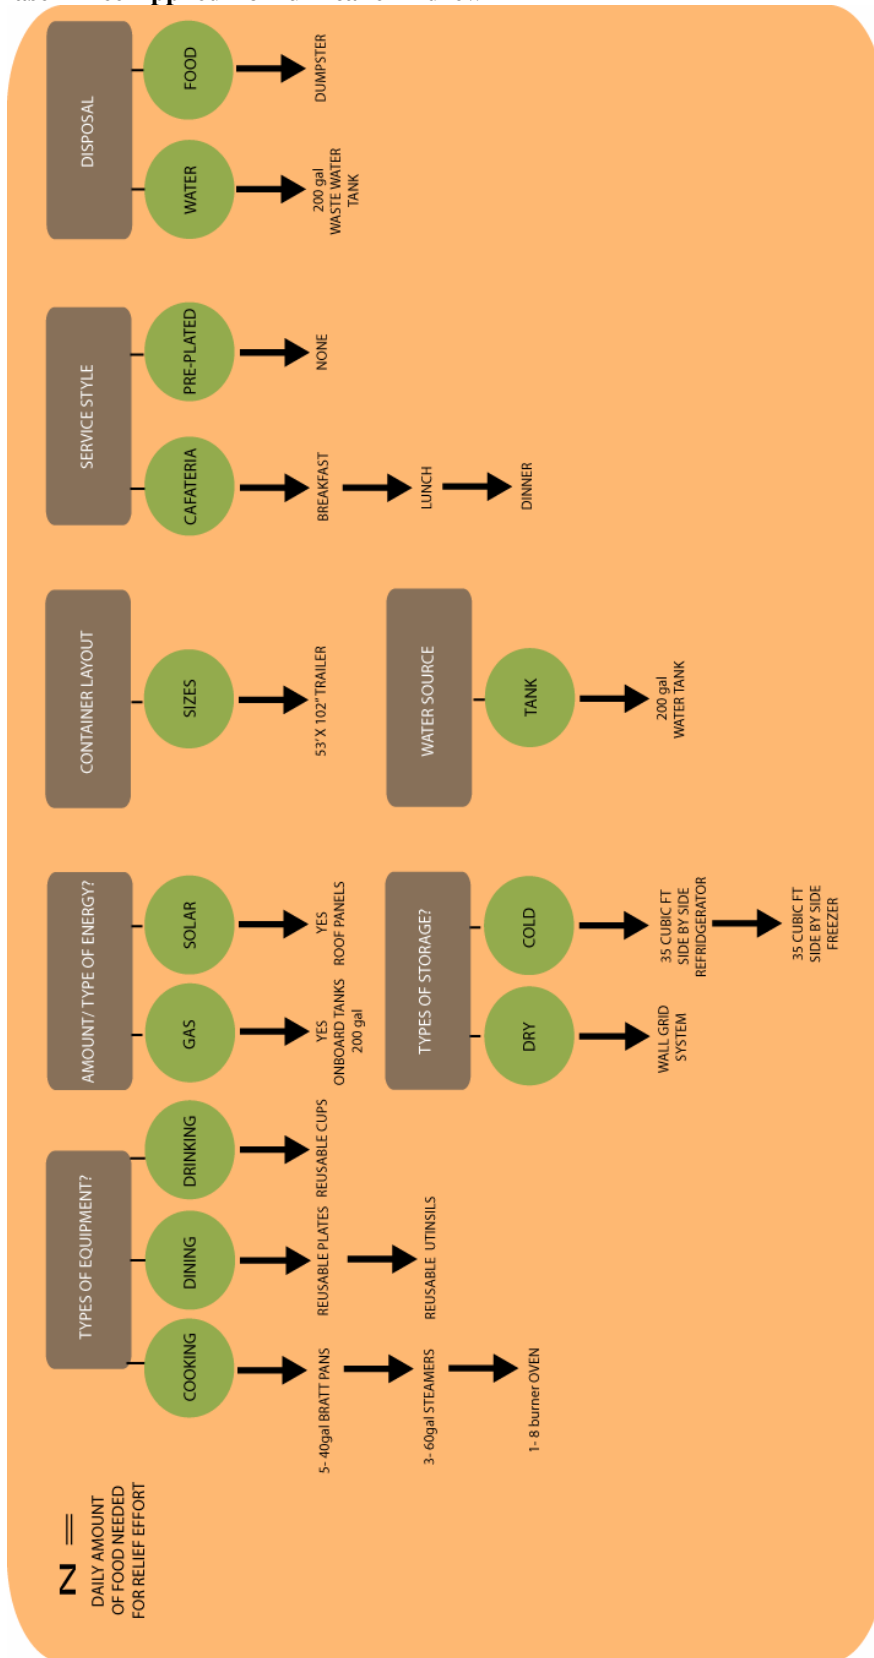 Z =
DAILY AMOUNT
OF FOOD NEEDED
FOR RELIEF EFFORT
TYPES OF EQUIPMENT?
COOKING
5- 40gal BRATT PANS
3- 60gal STEAMERS
1- 8 burner OVEN
DINING
REUSABLE PLATES
REUSABLE UTINSILS
DRINKING
REUSABLE CUPS
AMOUNT/ TYPE OF ENERGY?
GAS
YES
ONBOARD TANKS
200 gal
SOLAR
YES
ROOF PANELS
TYPES OF STORAGE?
DRY
WALL GRID
SYSTEM
COLD
35 CUBIC FT
SIDE BY SIDE
REFRIDGERATOR
35 CUBIC FT
SIDE BY SIDE
FREEZER
CONTAINER LAYOUT
SIZES
53' X 102" TRAILER
WATER SOURCE
TANK
200 gal
WATER TANK
SERVICE STYLE
CAFATERIA
BREAKFAST
LUNCH
DINNER
PRE-PLATED
NONE
DISPOSAL
WATER
200 gal
WASTE WATER
TANK
FOOD
DUMPSTER